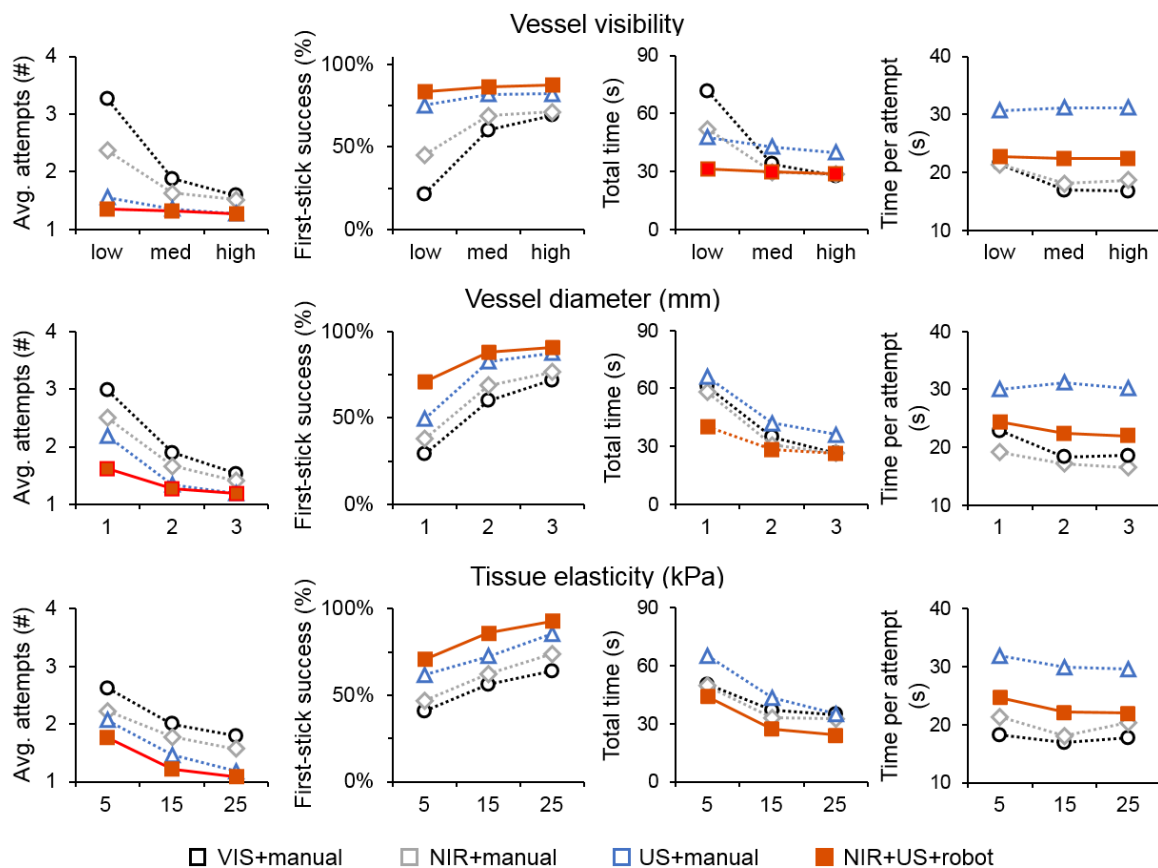 Vessel visibility
Avg. attempts (#)
4
3
2
1
low med high
First-stick success (%)
100%
50%
0%
low med high
Total time (s)
90
60
30
0
low med high
Time per attempt
(s)
40
30
20
10
low med high
Vessel diameter (mm)
Avg. attempts (#)
4
3
2
1
1 2 3
First-stick success (%)
100%
50%
0%
1 2 3
Total time (s)
90
60
30
0
1 2 3
Time per attempt
(s)
40
30
20
10
1 2 3
Tissue elasticity (kPa)
Avg. attempts (#)
4
3
2
1
5 15 25
First-stick success (%)
100%
50%
0%
5 15 25
Total time (s)
90
60
30
0
5 15 25
Time per attempt
(s)
40
30
20
10
5 15 25
VIS+manual NIR+manual US+manual NIR+US+robot